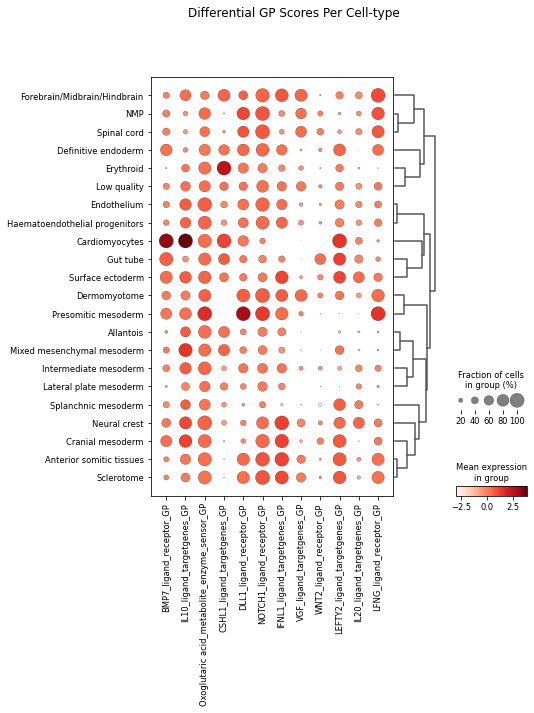 Differential GP Scores Per Cell-type
Forebrain/Midbrain/Hindbrain
NMP
Spinal cord
Definitive endoderm
Erythroid
Low quality
Endothelium
Haematoendothelial progenitors
Cardiomyocytes
Gut tube
Surface ectoderm
Dermomyotome
Presomitic mesoderm
Allantois
Mixed mesenchymal mesoderm
Intermediate mesoderm
Lateral plate mesoderm
Splanchnic mesoderm
Neural crest
Cranial mesoderm
Anterior somitic tissues
Sclerotome
BMP7_ligand_receptor_GP
IL10_ligand_targetgenes_GP
Oxoglutaric acid_metabolite_enzyme_sensor_GP
CSHL1_ligand_targetgenes_GP
DLL1_ligand_receptor_GP
NOTCH1_ligand_receptor_GP
IFNL1_ligand_targetgenes_GP
VGF_ligand_targetgenes_GP
WNT2_ligand_receptor_GP
LEFTY2_ligand_targetgenes_GP
IL20_ligand_targetgenes_GP
LFNG_ligand_receptor_GP
Fraction of cells
in group (%)
20 40 60 80 100
Mean expression
in group
−2.5 0.0